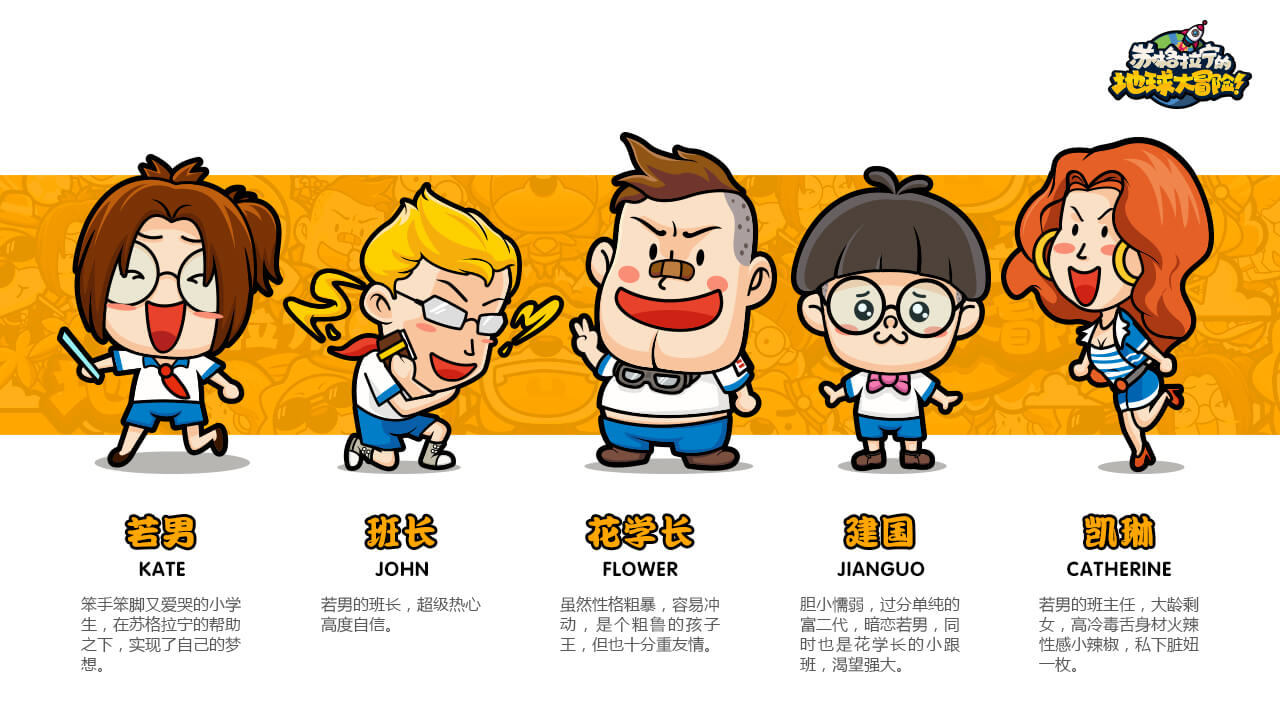 苏格拉宁的
地球大冒险!
若男
KATE
笨手笨脚又爱哭的小学
生，在苏格拉宁的帮助
之下，实现了自己的梦
想。
班长
JOHN
若男的班长，超级热心
高度自信。
花学长
FLOWER
虽然性格粗暴，容易冲
动，是个粗鲁的孩子
王，但也十分重友情。
建国
JIANGUO
胆小懦弱，过分单纯的
富二代，暗恋若男，同
时也是花学长的小跟
班，渴望强大。
凯琳
CATHERINE
若男的班主任，大龄剩
女，高冷毒舌身材火辣
性感小辣椒，私下脏妞
一枚。